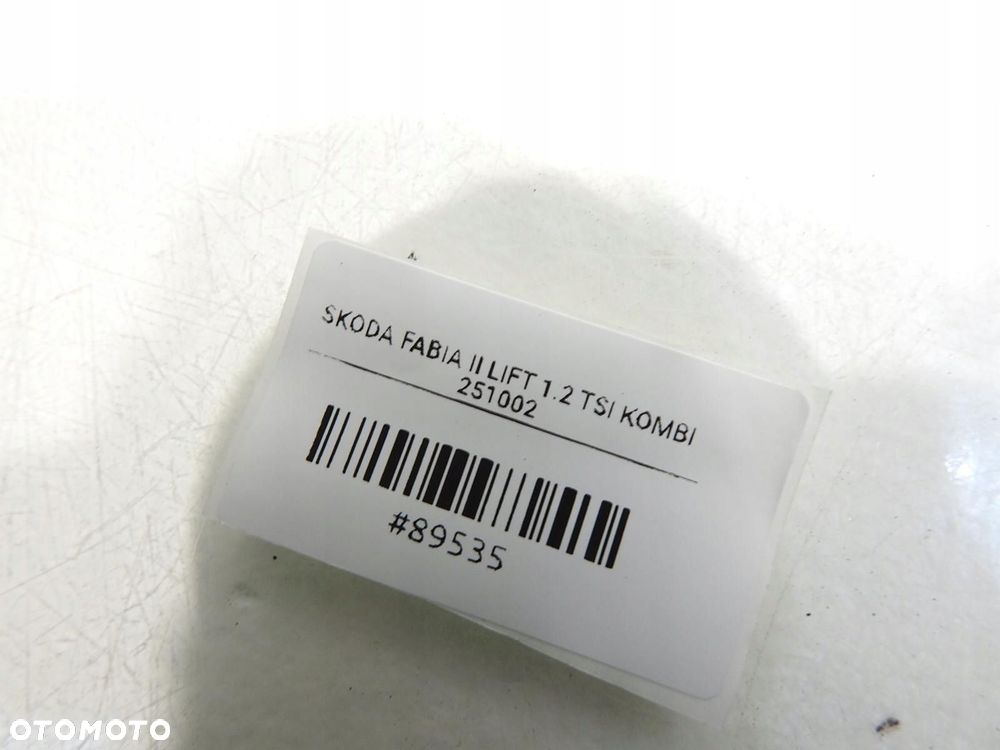 SKODA FABIA II LIFT 1.2 TSI KOMBI
251002
#89535
OTOMOTO